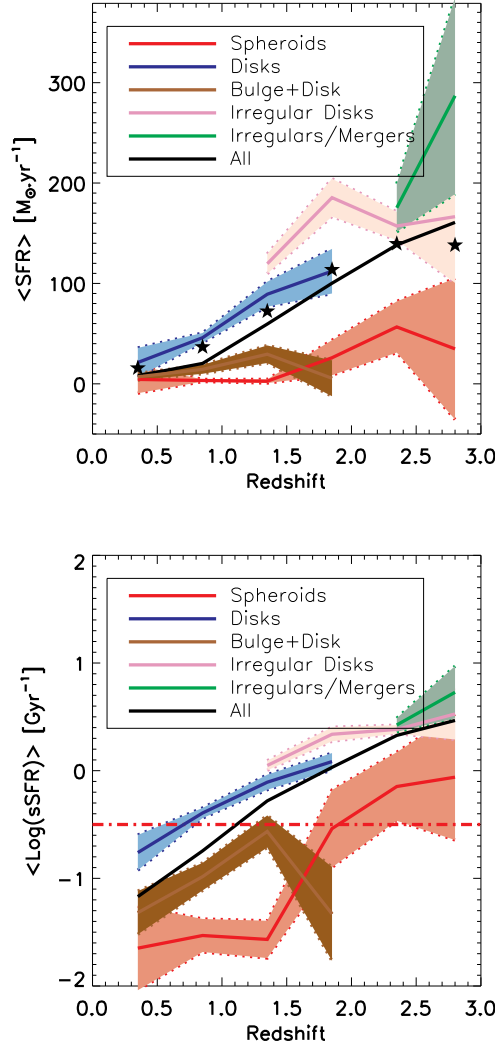 Spheroids
Disks
Bulge+Disk
Irregular Disks
Irregulars/Mergers
All
<SFR> [M⊙.yr⁻¹]
300
200
100
0
0.0 0.5 1.0 1.5 2.0 2.5 3.0
Redshift
Spheroids
Disks
Bulge+Disk
Irregular Disks
Irregulars/Mergers
All
<Log(sSFR)> [Gyr⁻¹]
2
1
0
-1
-2
0.0 0.5 1.0 1.5 2.0 2.5 3.0
Redshift